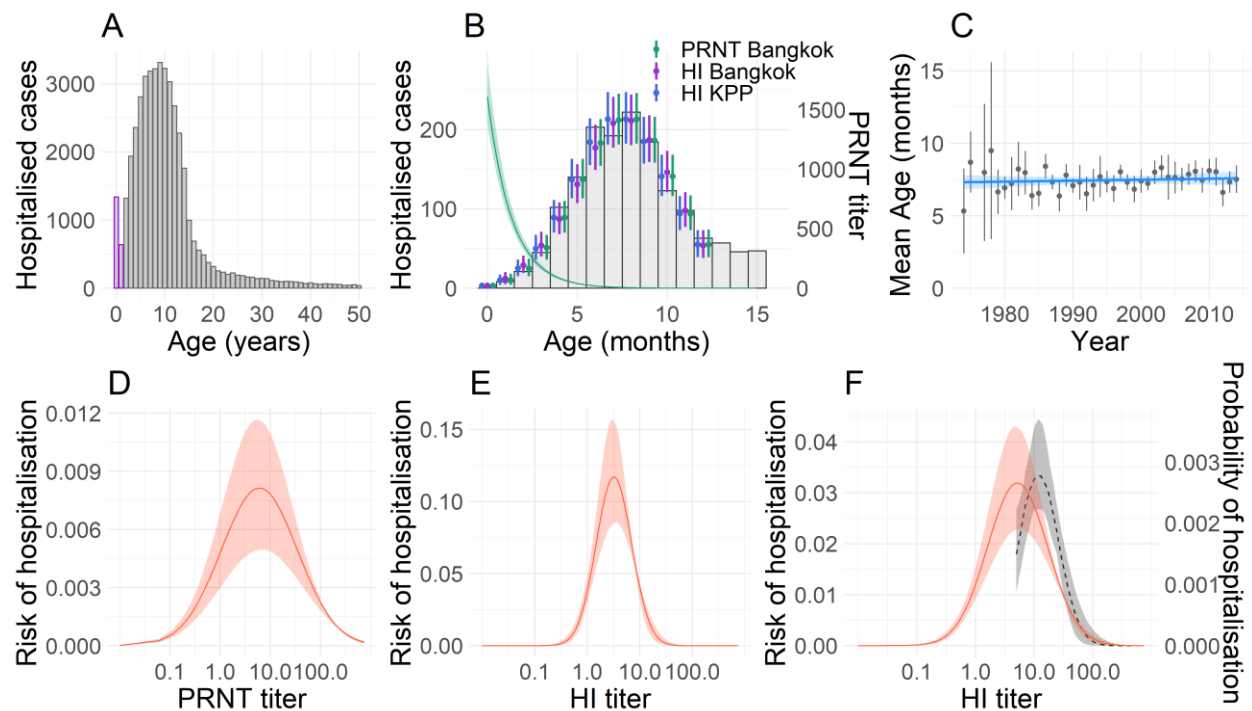 A
Hospitalised cases
3000
2000
1000
0
0
10
20
30
40
50
Age (years)
B
Hospitalised cases
200
100
0
0
5
10
15
Age (months)
PRNT Bangkok
HI Bangkok
HI KPP
1500
1000
500
0
PRNT titer
C
Mean Age (months)
15
10
5
0
1980
1990
2000
2010
Year
D
Risk of hospitalisation
0.012
0.009
0.006
0.003
0.000
0.1
1.0
10.0
100.0
PRNT titer
E
Risk of hospitalisation
0.15
0.10
0.05
0.00
0.1
1.0
10.0
100.0
HI titer
F
Risk of hospitalisation
0.04
0.03
0.02
0.01
0.00
0.1
1.0
10.0
100.0
HI titer
0.003
0.002
0.001
0.000
Probability of hospitalisation